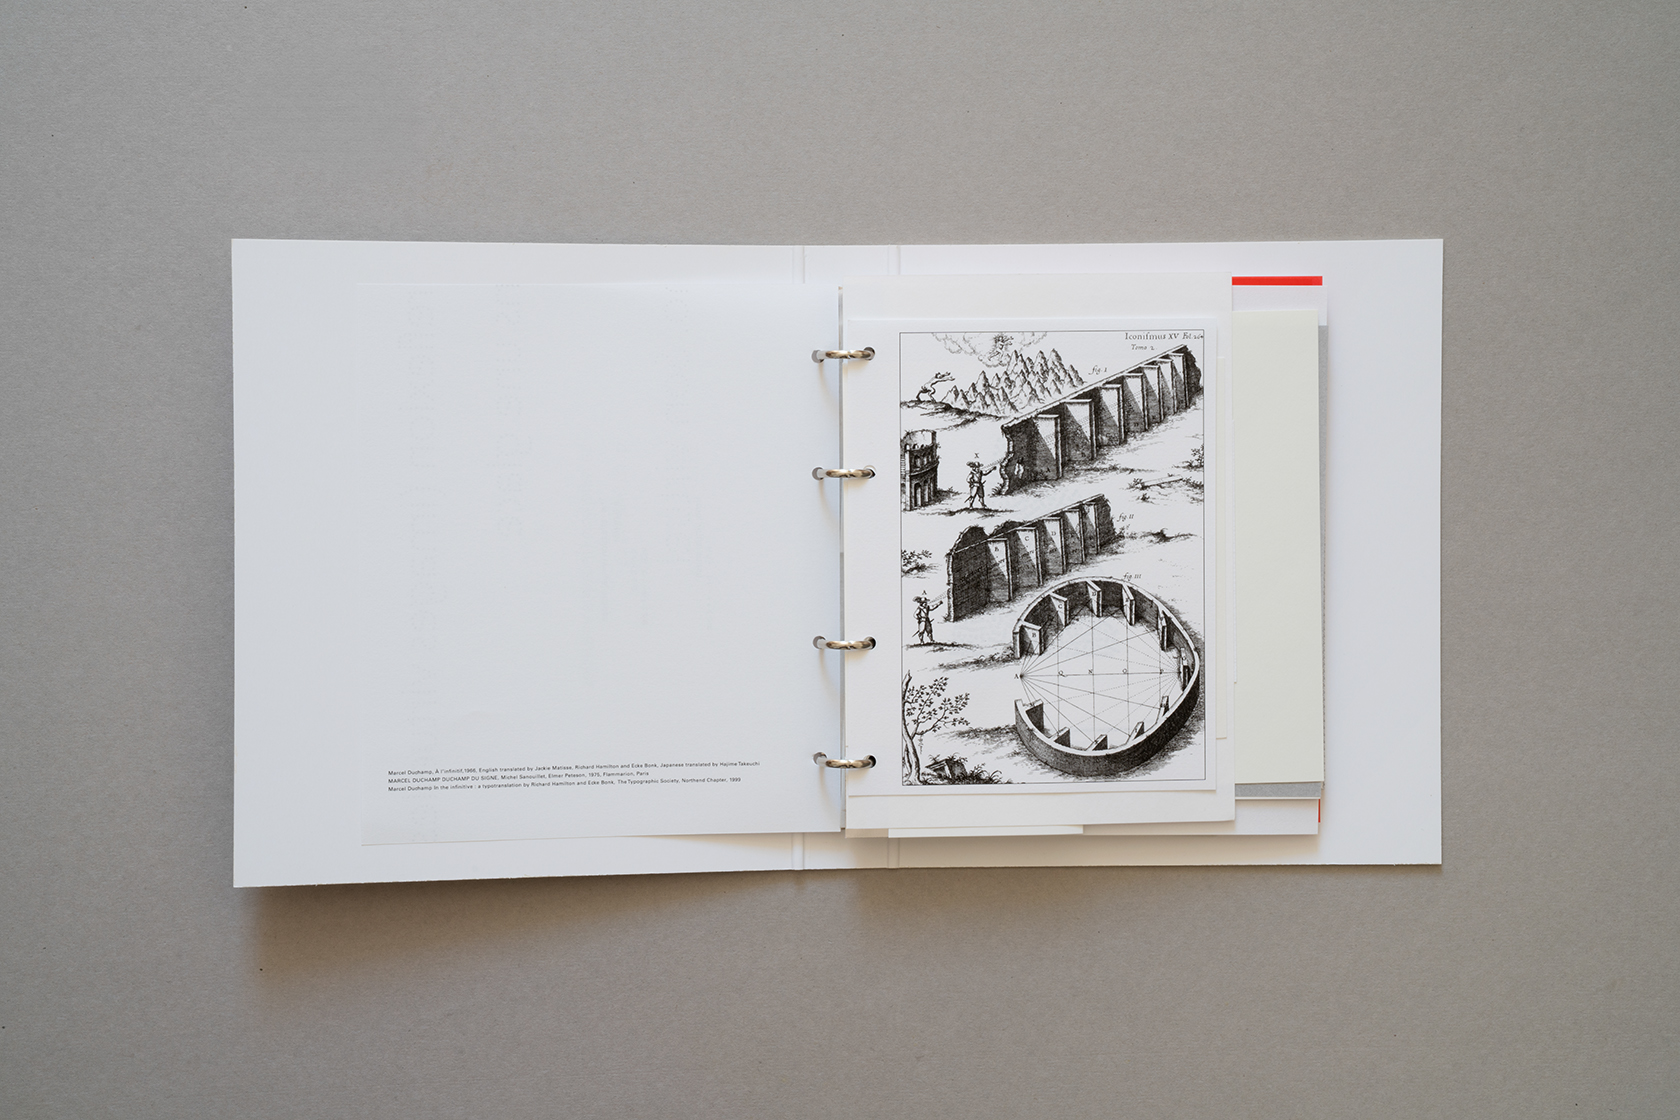 Marcel Duchamp, À l'infinitif, 1966, English translated by Jackie Matisse, Richard Hamilton and Ecke Bonk, Japanese translated by Hajime Takeuchi
MARCEL DUCHAMP DUCHAMP DU SIGNE, Michel Sanouillet, Elmer Peteson. 1975, Flammarion, Paris
Marcel Duchamp In the infinitive : a typotranslation by Richard Hamilton and Ecke Bonk, The Typographic Society, Northend Chapter, 1999
Iconismus XV Fol.
Tomo 2.
fig I
X
fig II
B C D
A
fig III
A Q N Q